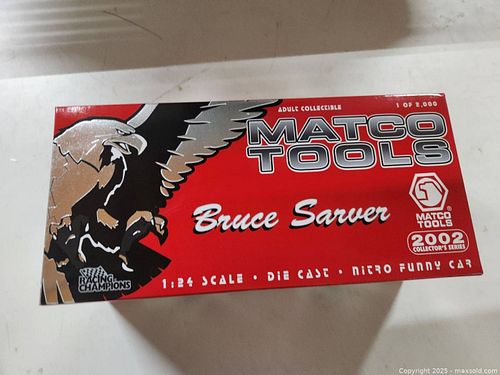 ADULT COLLECTIBLE
1 OF 2,000
MATCO
TOOLS
Bruce Sarver
MATCO
TOOLS
2002
COLLECTOR'S SERIES
RACING
CHAMPIONS
1:24 SCALE • DIE CAST • NITRO FUNNY CAR
Copyright 2025 - maxsold.com